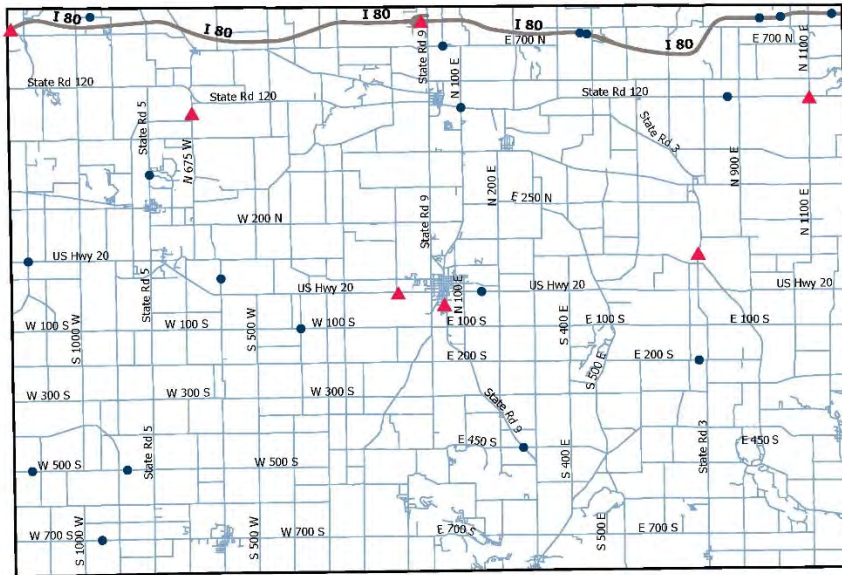 I 80
I 80
I 80
I 80
I 80
State Rd 9
E 700 N
E 700 N
N 1100 E
State Rd 120
State Rd 120
State Rd 120
State Rd 5
N 675 W
N 100 E
State Rd 3
N 900 E
N 200 E
E 250 N
N 1100 E
W 200 N
State Rd 9
US Hwy 20
US Hwy 20
US Hwy 20
US Hwy 20
State Rd 5
N 100 E
W 100 S
W 100 S
W 100 S
E 100 S
E 100 S
E 100 S
S 1000 W
S 500 W
S 400 E
E 200 S
E 200 S
S 500 E
W 300 S
W 300 S
W 300 S
State Rd 9
State Rd 5
E 450 S
E 450 S
State Rd 3
W 500 S
W 500 S
S 400 E
W 700 S
W 700 S
E 700 S
E 700 S
S 1000 W
S 500 W
S 500 E